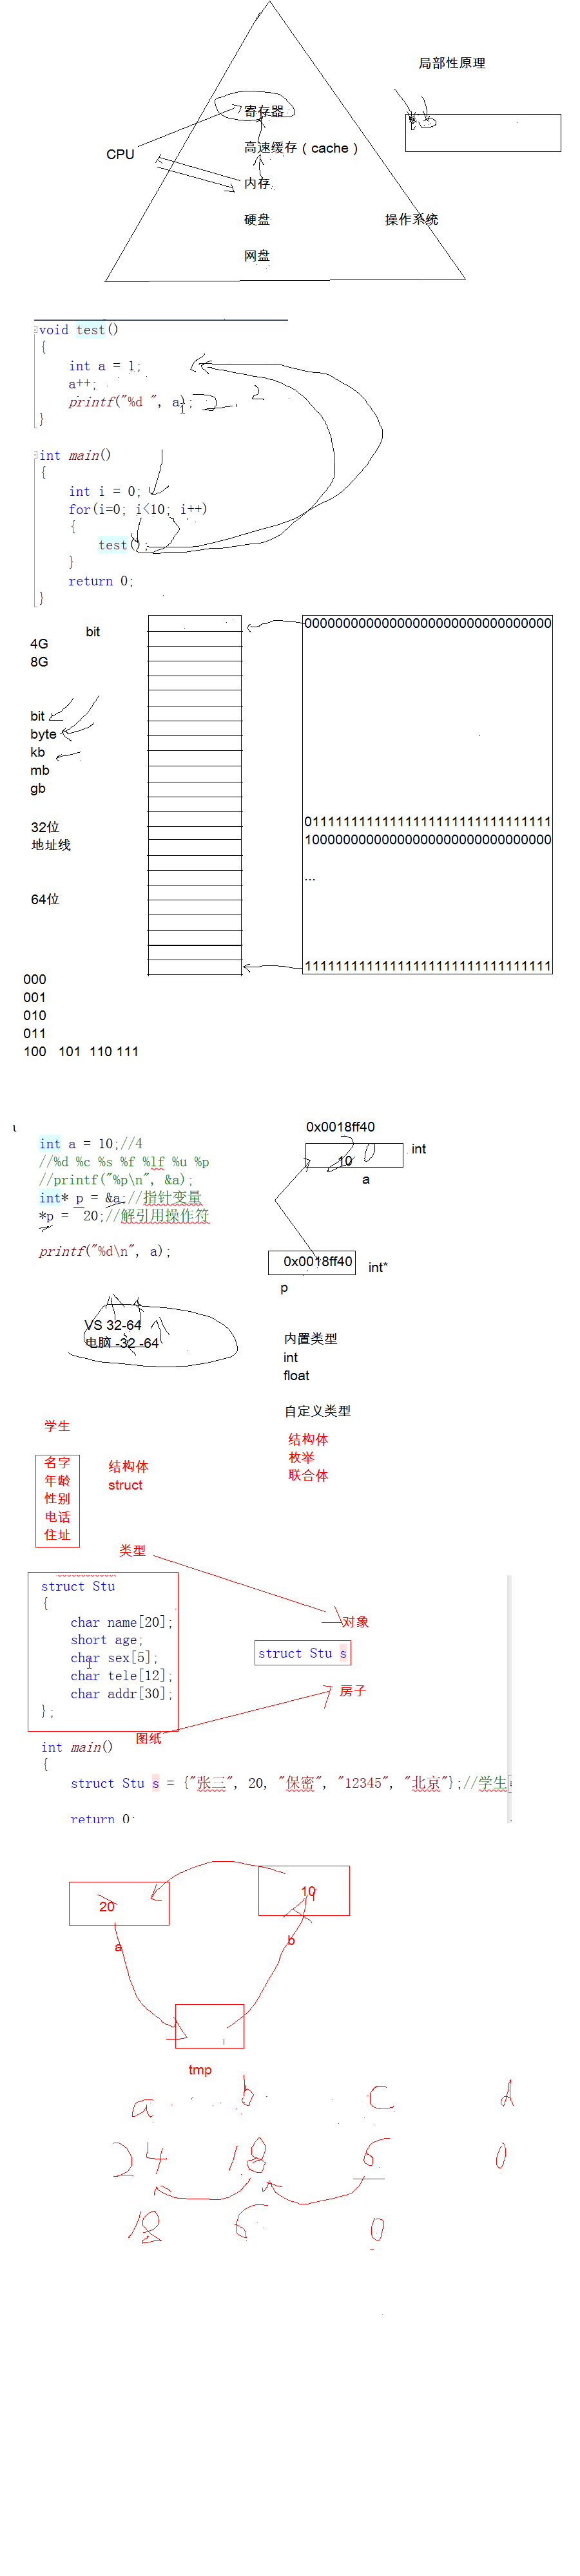 局部性原理
寄存器
高速缓存（cache）
CPU
内存
硬盘
操作系统
网盘
void test()
{
int a = 1;
a++;
printf("%d ", a);
2
}
int main()
{
int i = 0;
for(i=0; i<10; i++)
{
test();
}
return 0;
}
bit
4G
8G
bit
byte
kb
mb
gb
32位
地址线
64位
00000000000000000000000000000000
01111111111111111111111111111111
10000000000000000000000000000000
...
11111111111111111111111111111111
000
001
010
011
100 101 110 111
int a = 10;//4
//%d %c %s %f %lf %u %p
//printf("%p\n", &a);
int* p = &a;//指针变量
*p = 20;//解引用操作符
printf("%d\n", a);
0x0018ff40
10
20
int
a
0x0018ff40
int*
p
VS 32-64
电脑 -32 -64
内置类型
int
float
自定义类型
结构体
枚举
联合体
学生
名字
年龄
性别
电话
住址
结构体
struct
类型
struct Stu
{
char name[20];
short age;
char sex[5];
char tele[12];
char addr[30];
};
对象
struct Stu s
房子
图纸
int main()
{
struct Stu s = {"张三", 20, "保密", "12345", "北京"};//学生
return 0;
20
10
a
b
tmp
a b c d
24 18 6 0
18 6 0